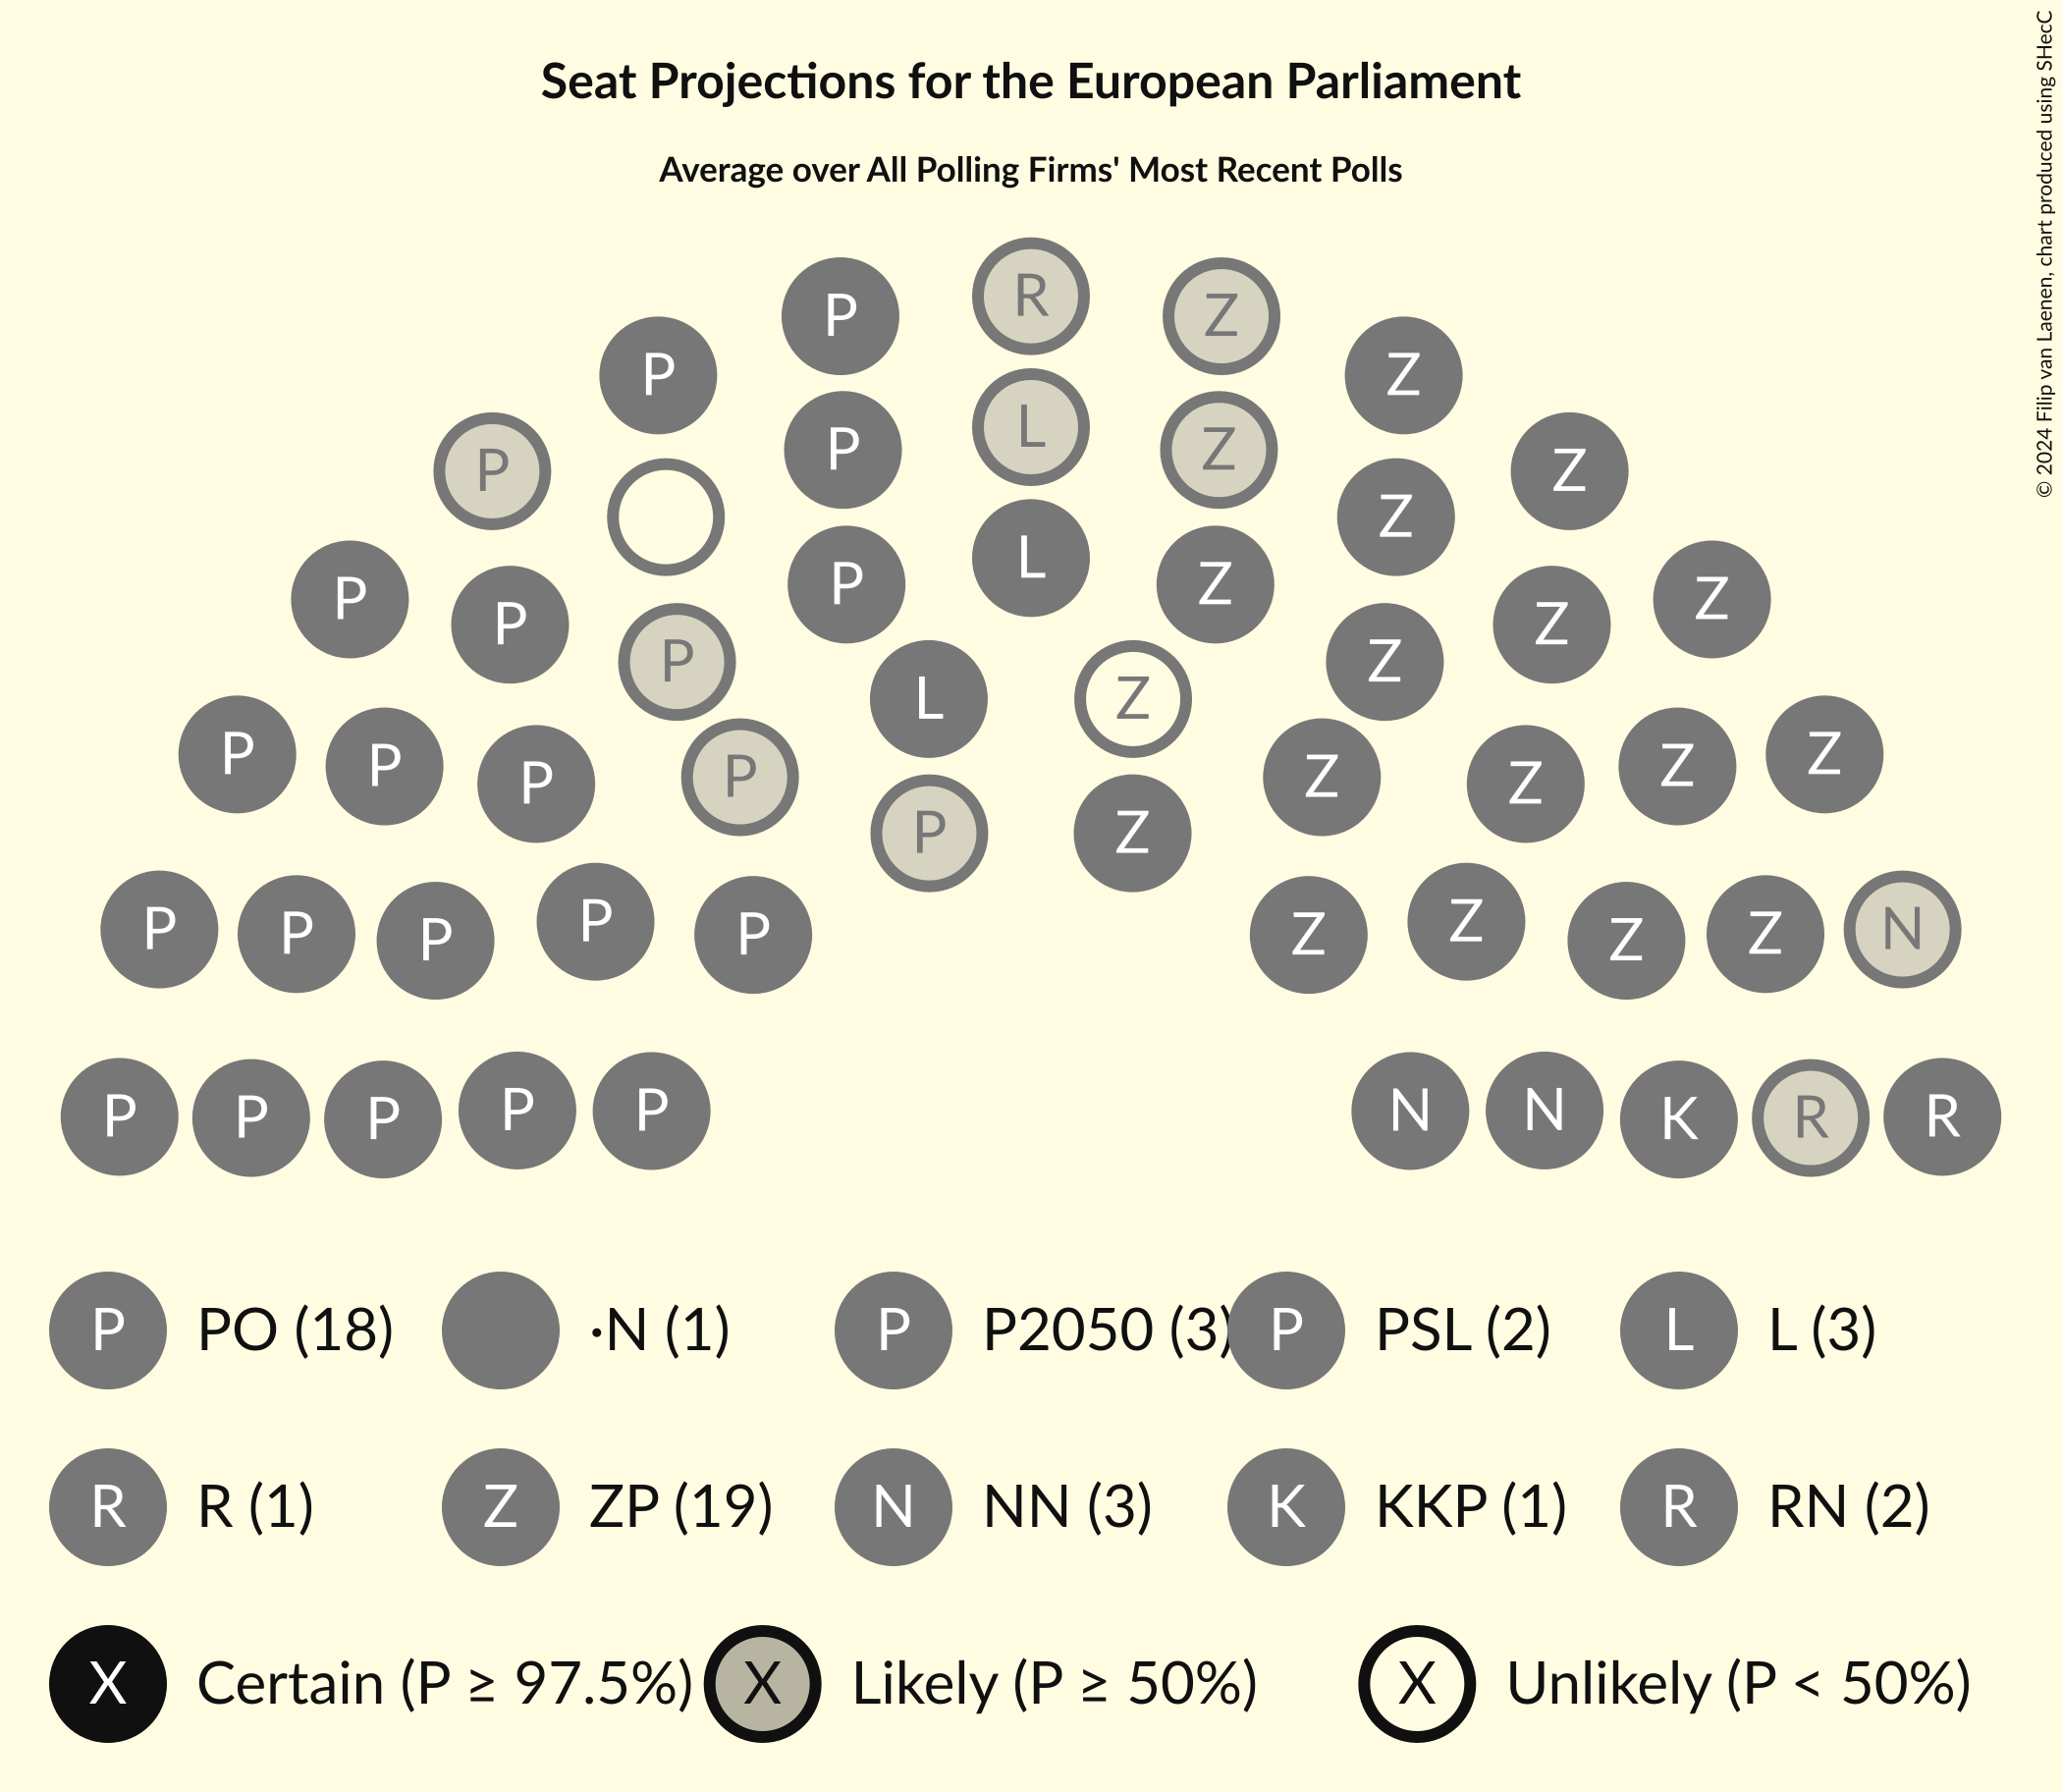 Seat Projections for the European Parliament
Average over All Polling Firms' Most Recent Polls
© 2024 Filip van Laenen, chart produced using SHecC
R
P Z
P Z
P Z
L
P Z
Z
L
P P Z Z
P Z
P Z
L Z
P P Z Z
P P Z Z
P Z
P Z
P P Z Z
P P P Z Z N
P P Z Z
P P P P P N N K R R
P PO (18) ·N (1) P P2050 (3) P PSL (2) L L (3)
R R (1) Z ZP (19) N NN (3) K KKP (1) R RN (2)
X Certain (P ≥ 97.5%) X Likely (P ≥ 50%) X Unlikely (P < 50%)